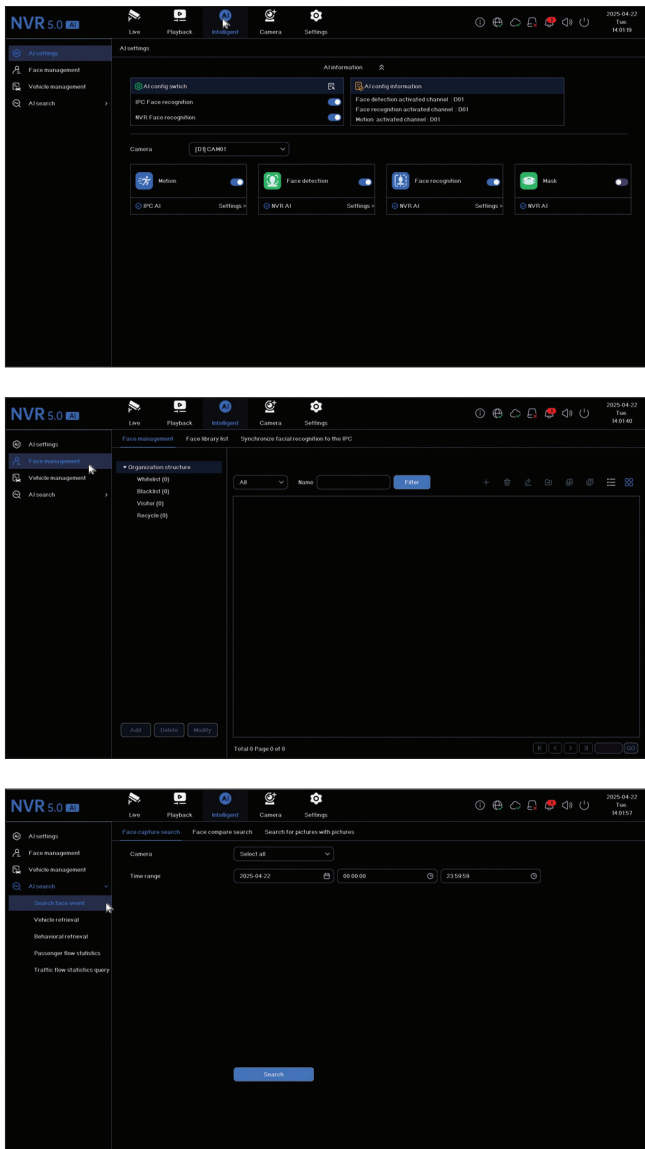 NVR 5.0 AI
Live
Playback
AI
Intelligent
Camera
Settings
2025-04-22
Tue
14:01:19
AI settings
Face management
Vehicle management
AI search
AI settings
AI information
AI config swtich
IPC Face recognition
NVR Face recognition
AI config information
Face detection activated channel : D01
Face recognition activated channel : D01
Motion activated channel : D01
Camera
[D1] CAM01
Motion
IPC AI
Settings »
Face detection
NVR AI
Settings »
Face recognition
NVR AI
Settings »
Mask
NVR AI
NVR 5.0 AI
Live
Playback
AI
Intelligent
Camera
Settings
2025-04-22
Tue
14:01:40
AI settings
Face management
Vehicle management
AI search
Face management
Face library list
Synchronize facial recognition to the IPC
Organization structure
Whitelist (0)
Blacklist (0)
Visitor (0)
Recycle (0)
All
Name
Filter
Add
Delete
Modify
Total 0 Page 0 of 0
GO
NVR 5.0 AI
Live
Playback
AI
Intelligent
Camera
Settings
2025-04-22
Tue
14:01:57
AI settings
Face management
Vehicle management
AI search
Search face event
Vehicle retrieval
Behavioral retrieval
Passenger flow statistics
Traffic flow statistics query
Face capture search
Face compare search
Search for pictures with pictures
Camera
Select all
Time range
2025-04-22
00:00:00
23:59:59
Search